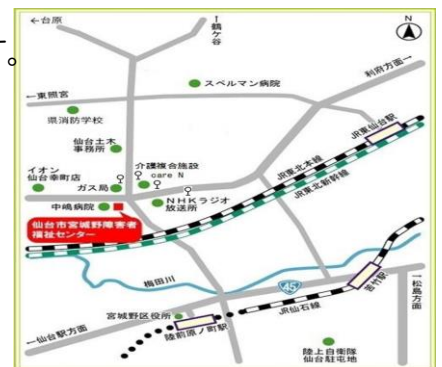 ←台原
↑
鶴ケ谷
N
スペルマン病院
利府方面→
←東照宮
県消防学校
JR東仙台駅
仙台土木
事務所
介護複合施設
care N
JR東北本線
JR東北新幹線
イオン
仙台幸町店
ガス局
NHKラジオ
放送所
中嶋病院
仙台市宮城野障害者
福祉センター
梅田川
45
苦竹駅
宮城野区役所
JR仙石線
←仙台駅方面
陸前原ノ町駅
松島方面
↓
陸上自衛隊
仙台駐屯地